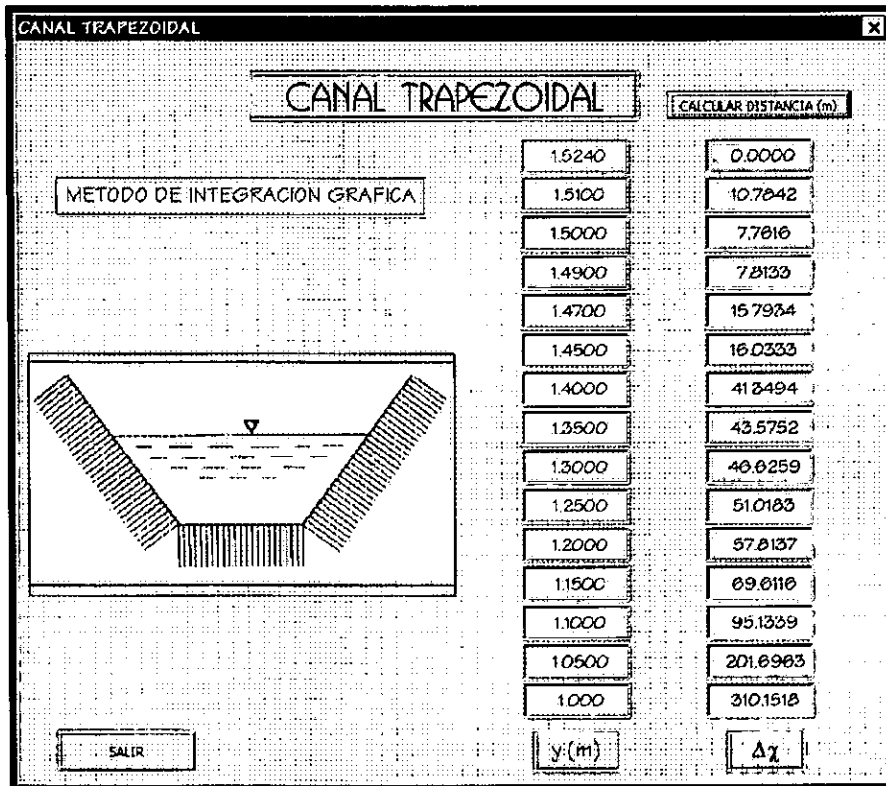 CANAL TRAPEZOIDAL
CANAL TRAPEZOIDAL
CALCULAR DISTANCIA (m)
METODO DE INTEGRACION GRAFICA
1.5240 0.0000
1.5100 10.7842
1.5000 7.7616
1.4900 7.8133
1.4700 15.7934
1.4500 16.0333
1.4000 41.3494
1.3500 43.5752
1.3000 46.6259
1.2500 51.0183
1.2000 57.8137
1.1500 69.6116
1.1000 95.1339
1.0500 201.6963
1.000 310.1518
SALIR
y (m) Δχ